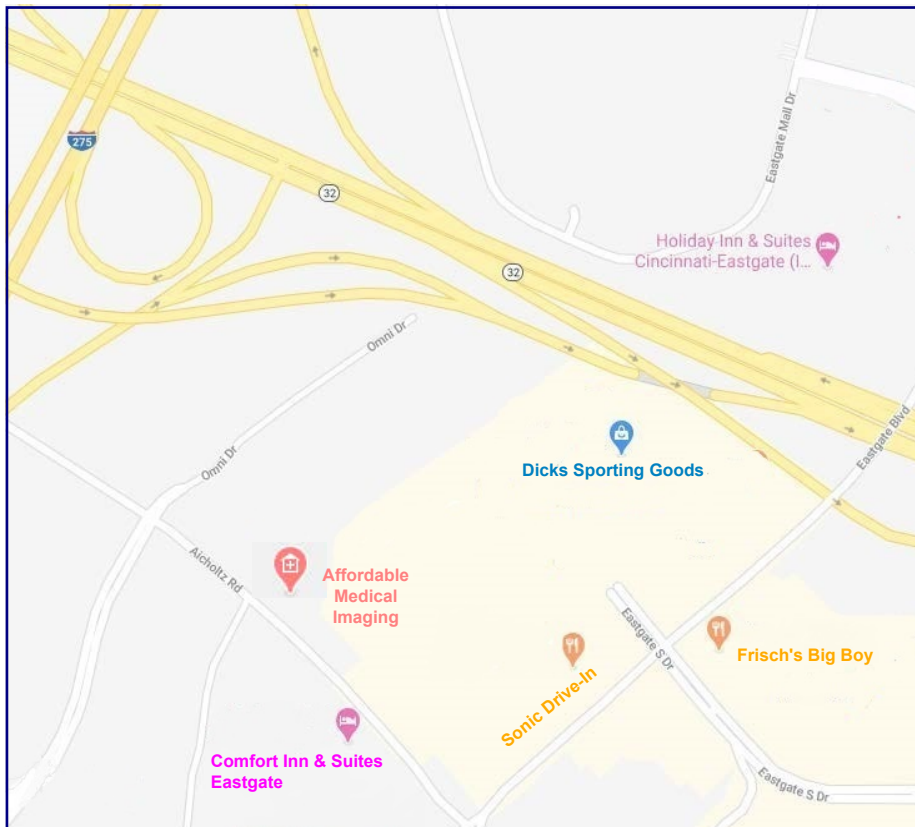 275
32
Eastgate Mall Dr
Holiday Inn & Suites
Cincinnati-Eastgate (I...
32
Omni Dr
Eastgate Blvd
Omni Dr
Dicks Sporting Goods
Aicholtz Rd
Affordable
Medical
Imaging
Eastgate S Dr
Frisch's Big Boy
Sonic Drive-In
Comfort Inn & Suites
Eastgate
Eastgate S Dr